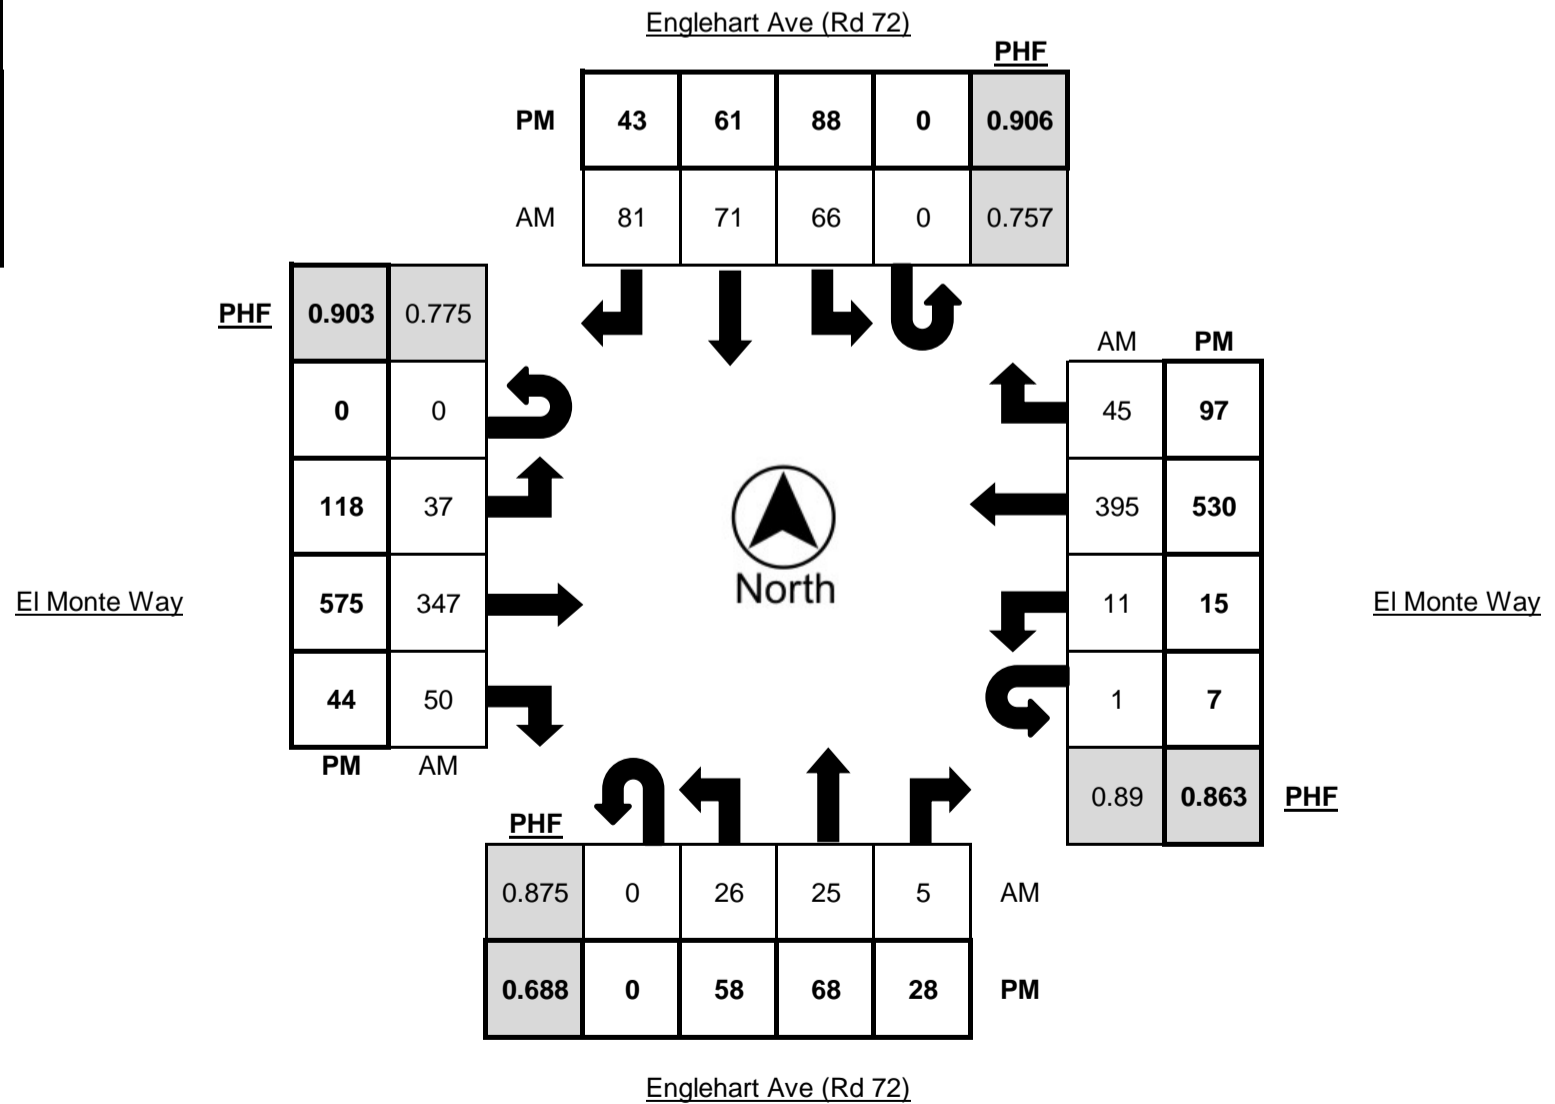 Englehart Ave (Rd 72)
PHF
PM 43 61 88 0 0.906
AM 81 71 66 0 0.757
PHF 0.903 0.775
AM PM
0 0
45 97
118 37
395 530
North
El Monte Way
575 347
11 15
El Monte Way
44 50
1 7
PM AM
0.89 0.863 PHF
PHF
0.875 0 26 25 5 AM
0.688 0 58 68 28 PM
Englehart Ave (Rd 72)